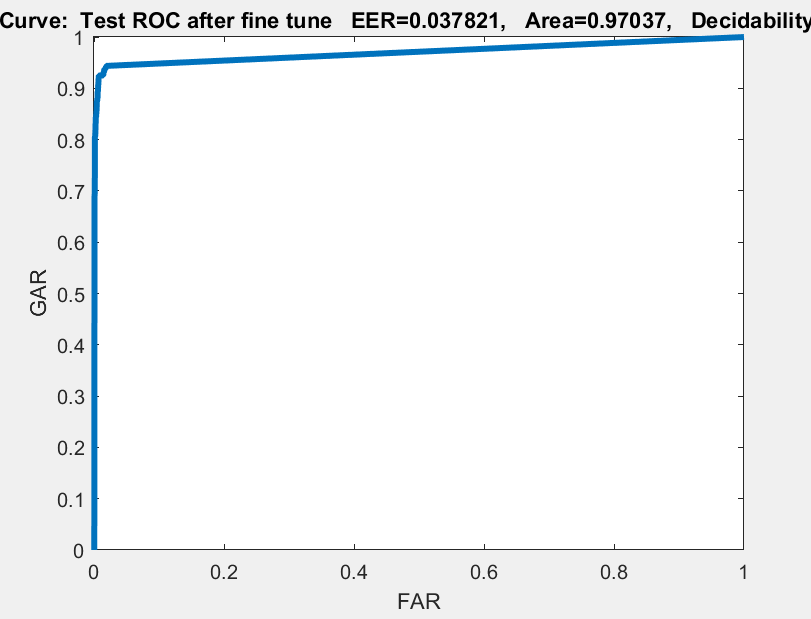 Curve: Test ROC after fine tune EER=0.037821, Area=0.97037, Decidability
1
0.9
0.8
0.7
0.6
0.5
0.4
0.3
0.2
0.1
0
GAR
0 0.2 0.4 0.6 0.8 1
FAR